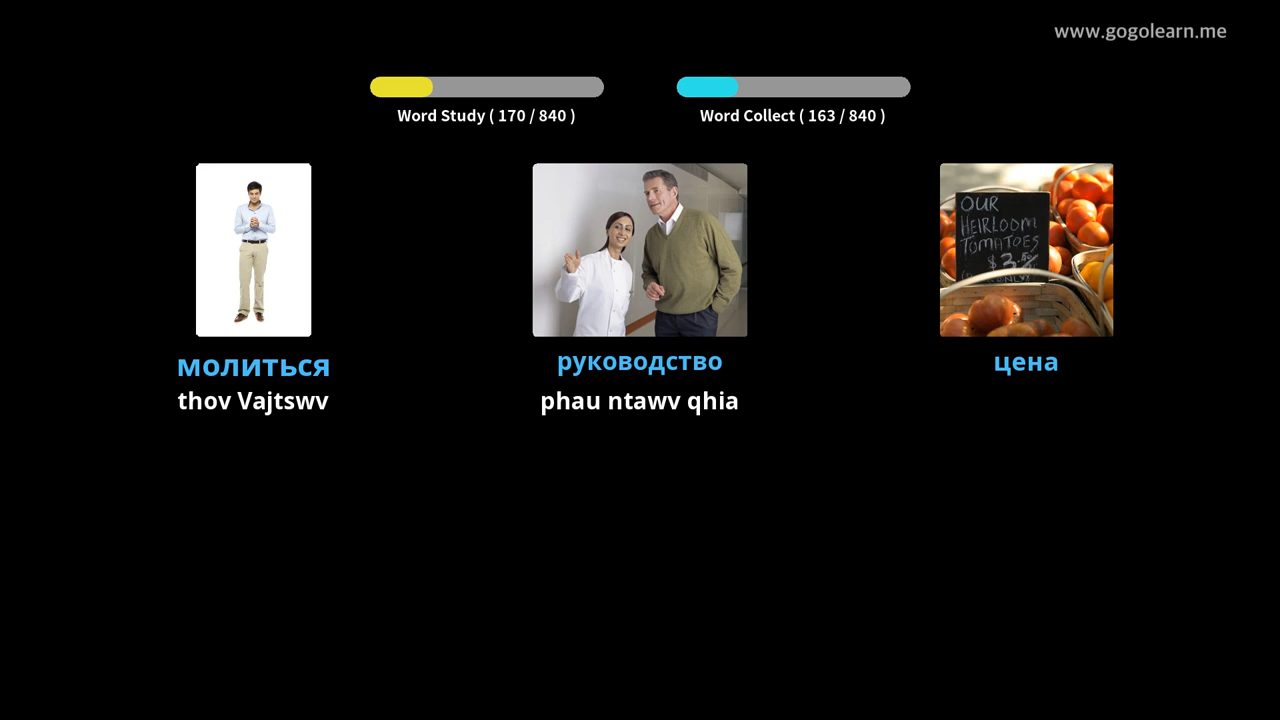 www.gogolearn.me
Word Study ( 170 / 840 )
Word Collect ( 163 / 840 )
OUR
HEIRLOOM
TOMATOES
молиться
руководство
цена
thov Vajtswv
phau ntawv qhia